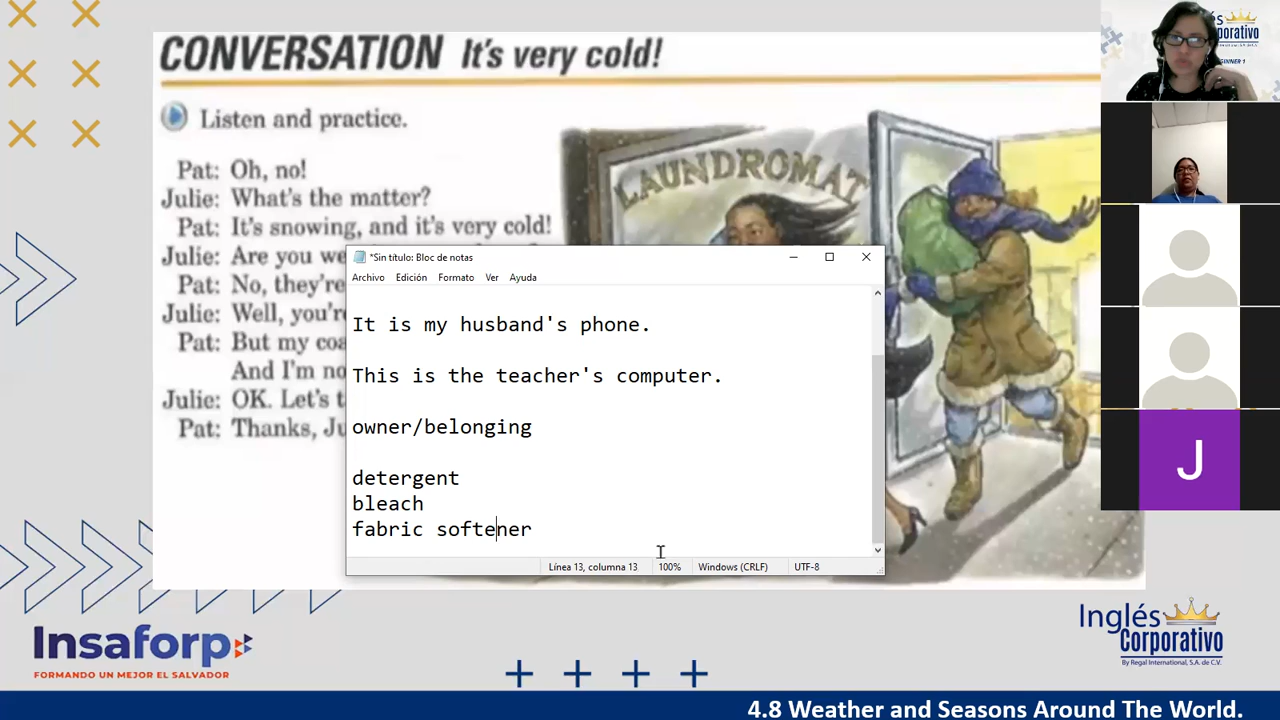 CONVERSATION It's very cold!
Listen and practice.
Pat: Oh, no!
Julie: What's the matter?
Pat: It's snowing, and it's very cold!
Julie: Are you
Pat: No, they're
Julie: Well, you're
Pat: But my
And I'm
Julie: OK. Let's
Pat: Thanks,
LAUNDROMAT
*Sin título: Bloc de notas
Archivo Edición Formato Ver Ayuda
It is my husband's phone.
This is the teacher's computer.
owner/belonging
detergent
bleach
fabric softener
Línea 13, columna 13 100% Windows (CRLF) UTF-8
J
Insaforp
FORMANDO UN MEJOR EL SALVADOR
Inglés
Corporativo
By Regal International, S.A. de C.V.
4.8 Weather and Seasons Around The World.